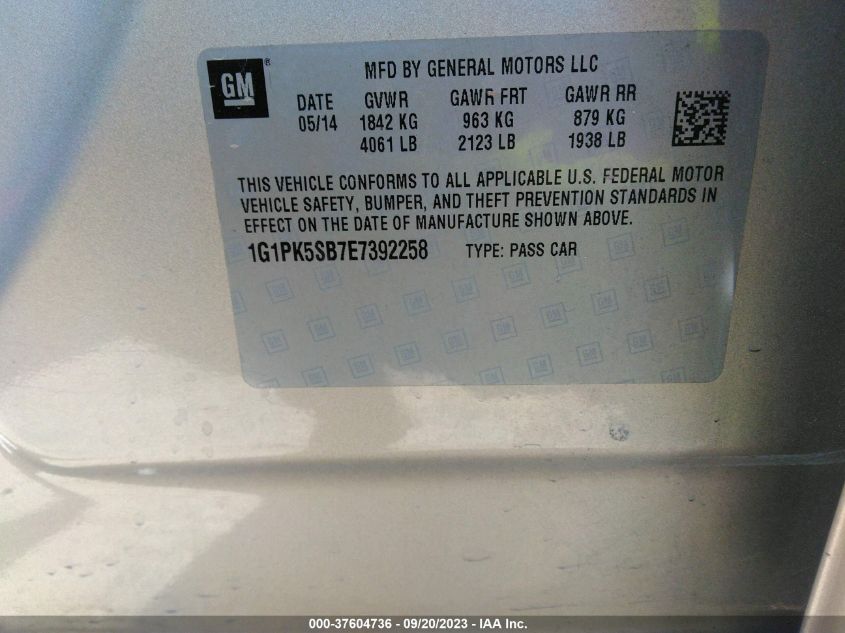 GM®
MFD BY GENERAL MOTORS LLC
DATE GVWR GAWR FRT GAWR RR
05/14 1842 KG 963 KG 879 KG
4061 LB 2123 LB 1938 LB
THIS VEHICLE CONFORMS TO ALL APPLICABLE U.S. FEDERAL MOTOR
VEHICLE SAFETY, BUMPER, AND THEFT PREVENTION STANDARDS IN
EFFECT ON THE DATE OF MANUFACTURE SHOWN ABOVE.
1G1PK5SB7E7392258 TYPE: PASS CAR
000-37604736 - 09/20/2023 - IAA Inc.